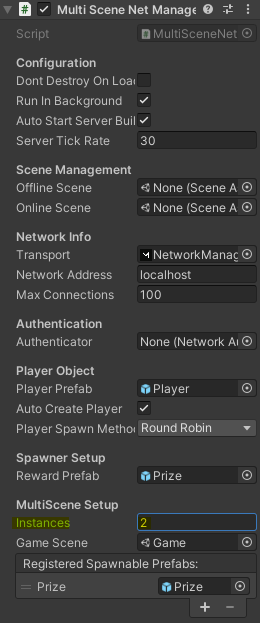 Multi Scene Net Manage
Script MultiSceneNet
Configuration
Dont Destroy On Load
Run In Background
Auto Start Server Buil
Server Tick Rate 30
Scene Management
Offline Scene None (Scene A
Online Scene None (Scene A
Network Info
Transport NetworkManag
Network Address localhost
Max Connections 100
Authentication
Authenticator None (Network Au
Player Object
Player Prefab Player
Auto Create Player
Player Spawn Method Round Robin
Spawner Setup
Reward Prefab Prize
MultiScene Setup
Instances 2
Game Scene Game
Registered Spawnable Prefabs:
Prize Prize
+ −